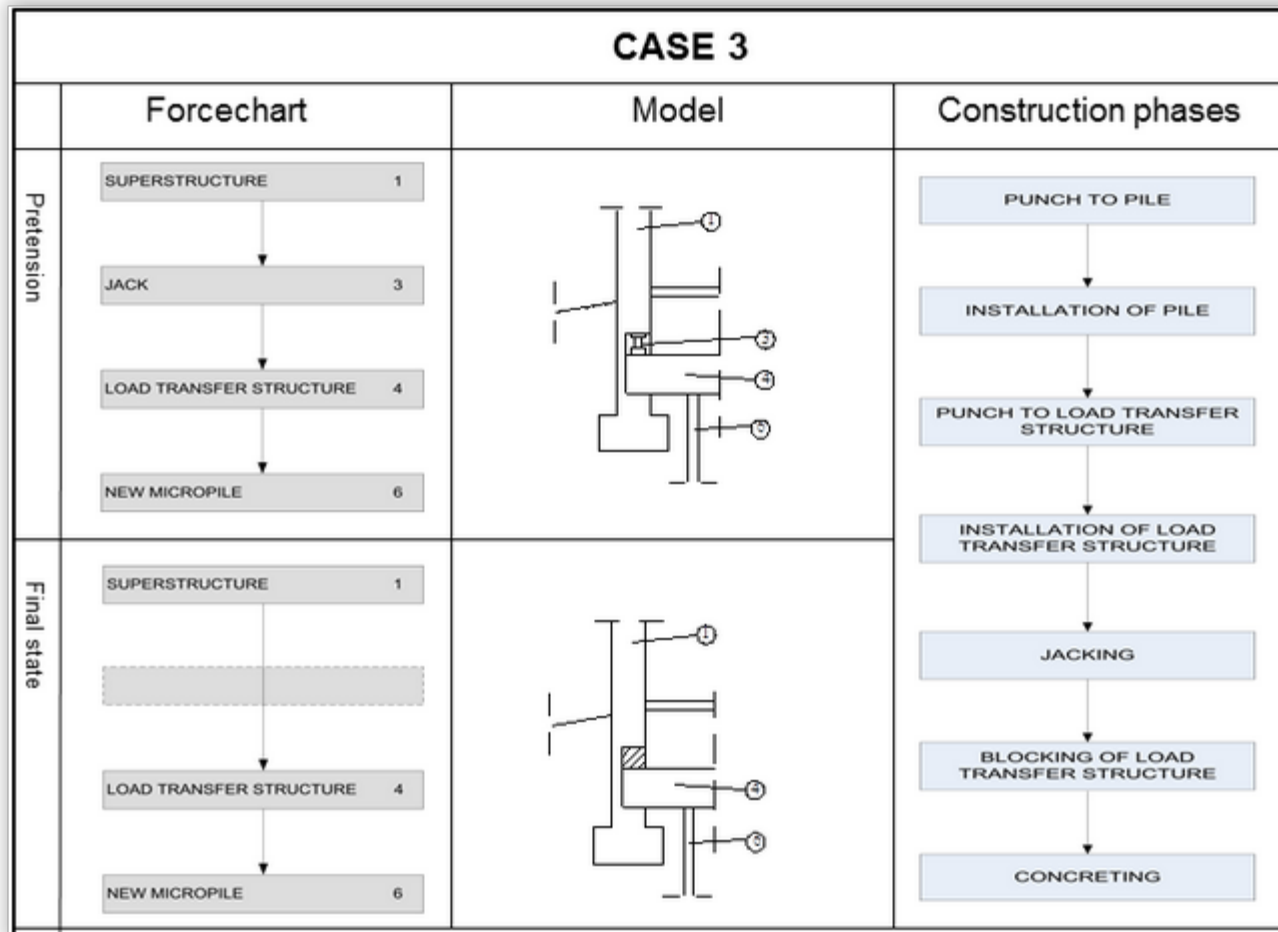 CASE 3
Forcechart
Model
Construction phases
Pretension
SUPERSTRUCTURE 1
JACK 3
LOAD TRANSFER STRUCTURE 4
NEW MICROPILE 6
1
3
4
Final state
SUPERSTRUCTURE 1
LOAD TRANSFER STRUCTURE 4
NEW MICROPILE 6
1
4
PUNCH TO PILE
INSTALLATION OF PILE
PUNCH TO LOAD TRANSFER
STRUCTURE
INSTALLATION OF LOAD
TRANSFER STRUCTURE
JACKING
BLOCKING OF LOAD
TRANSFER STRUCTURE
CONCRETING